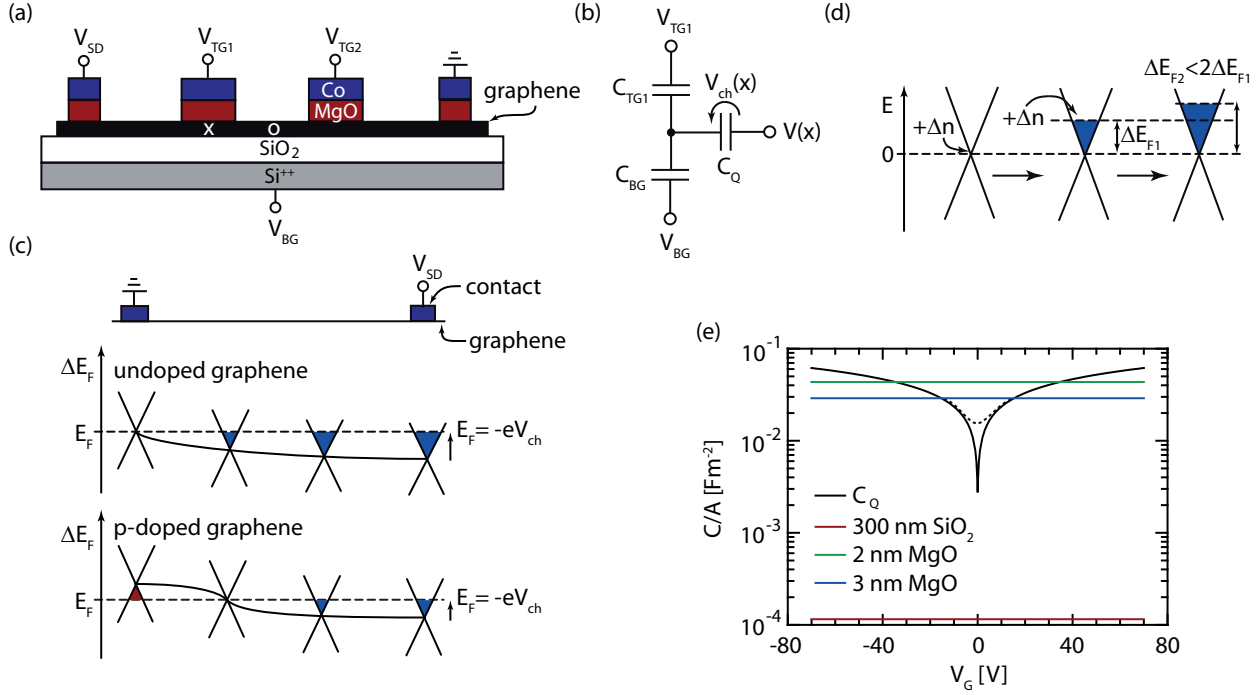 (a)
V_SD
V_TG1
V_TG2
Co
MgO
graphene
x
o
SiO₂
Si⁺⁺
V_BG
(b)
V_TG1
C_TG1
V_ch(x)
V(x)
C_Q
C_BG
V_BG
(c)
V_SD
contact
graphene
ΔE_F
undoped graphene
E_F
E_F = -eV_ch
ΔE_F
p-doped graphene
E_F
E_F = -eV_ch
(d)
E
0
+Δn
+Δn
ΔE_F1
ΔE_F2<2ΔE_F1
(e)
C/A [Fm⁻²]
10⁻¹
10⁻²
10⁻³
10⁻⁴
C_Q
300 nm SiO₂
2 nm MgO
3 nm MgO
-80 -40 0 40 80
V_G [V]